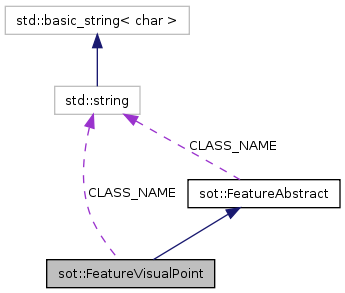 std::basic_string< char >
std::string
CLASS_NAME
sot::FeatureAbstract
CLASS_NAME
sot::FeatureVisualPoint